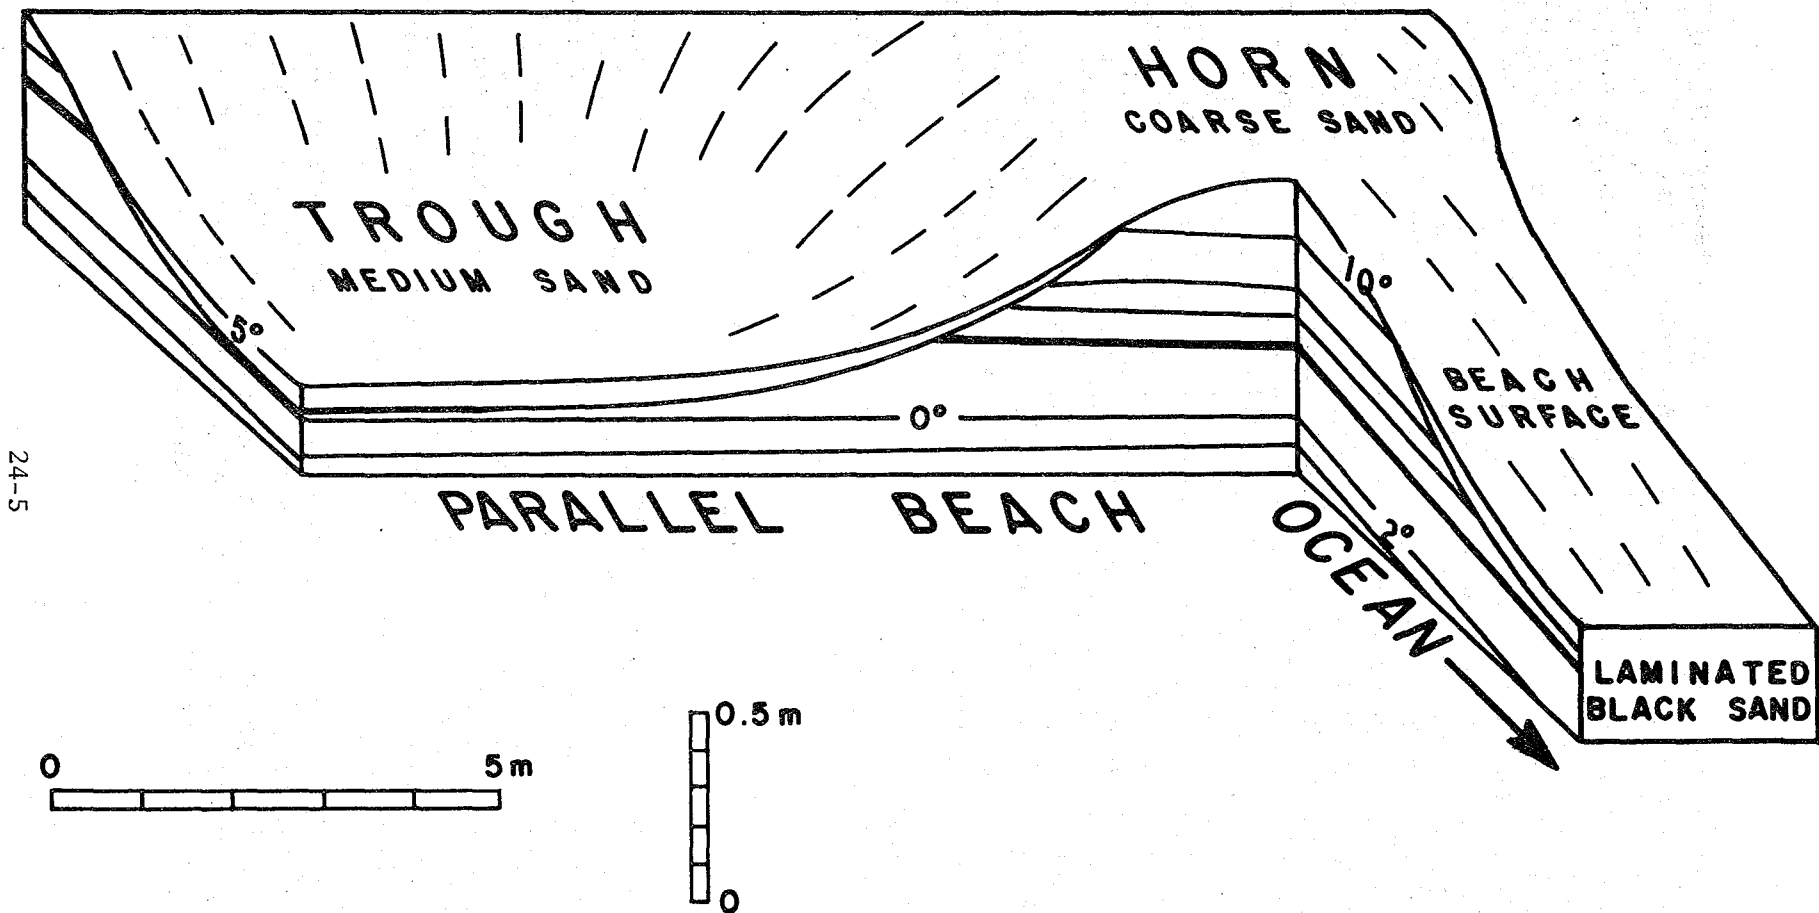 HORN
COARSE SAND
TROUGH
MEDIUM SAND
5°
10°
BEACH
SURFACE
0°
24-5
PARALLEL BEACH
OCEAN
2°
LAMINATED
BLACK SAND
0.5 m
0
0 5 m